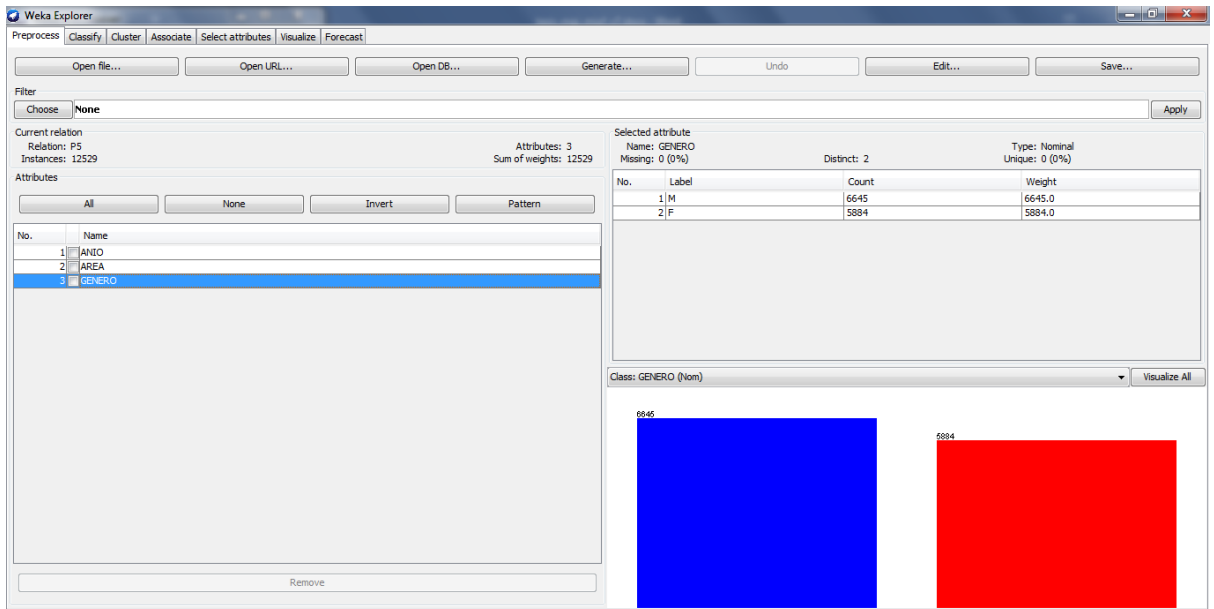 Weka Explorer
Preprocess Classify Cluster Associate Select attributes Visualize Forecast
Open file... Open URL... Open DB... Generate... Undo Edit... Save...
Filter
Choose None Apply
Current relation
Relation: P5 Attributes: 3
Instances: 12529 Sum of weights: 12529
Attributes
All None Invert Pattern
No. Name
1 ANIO
2 AREA
3 GENERO
Remove
Selected attribute
Name: GENERO Type: Nominal
Missing: 0 (0%) Distinct: 2 Unique: 0 (0%)
No. Label Count Weight
1 M 6645 6645.0
2 F 5884 5884.0
Class: GENERO (Nom) Visualize All
6645
5884